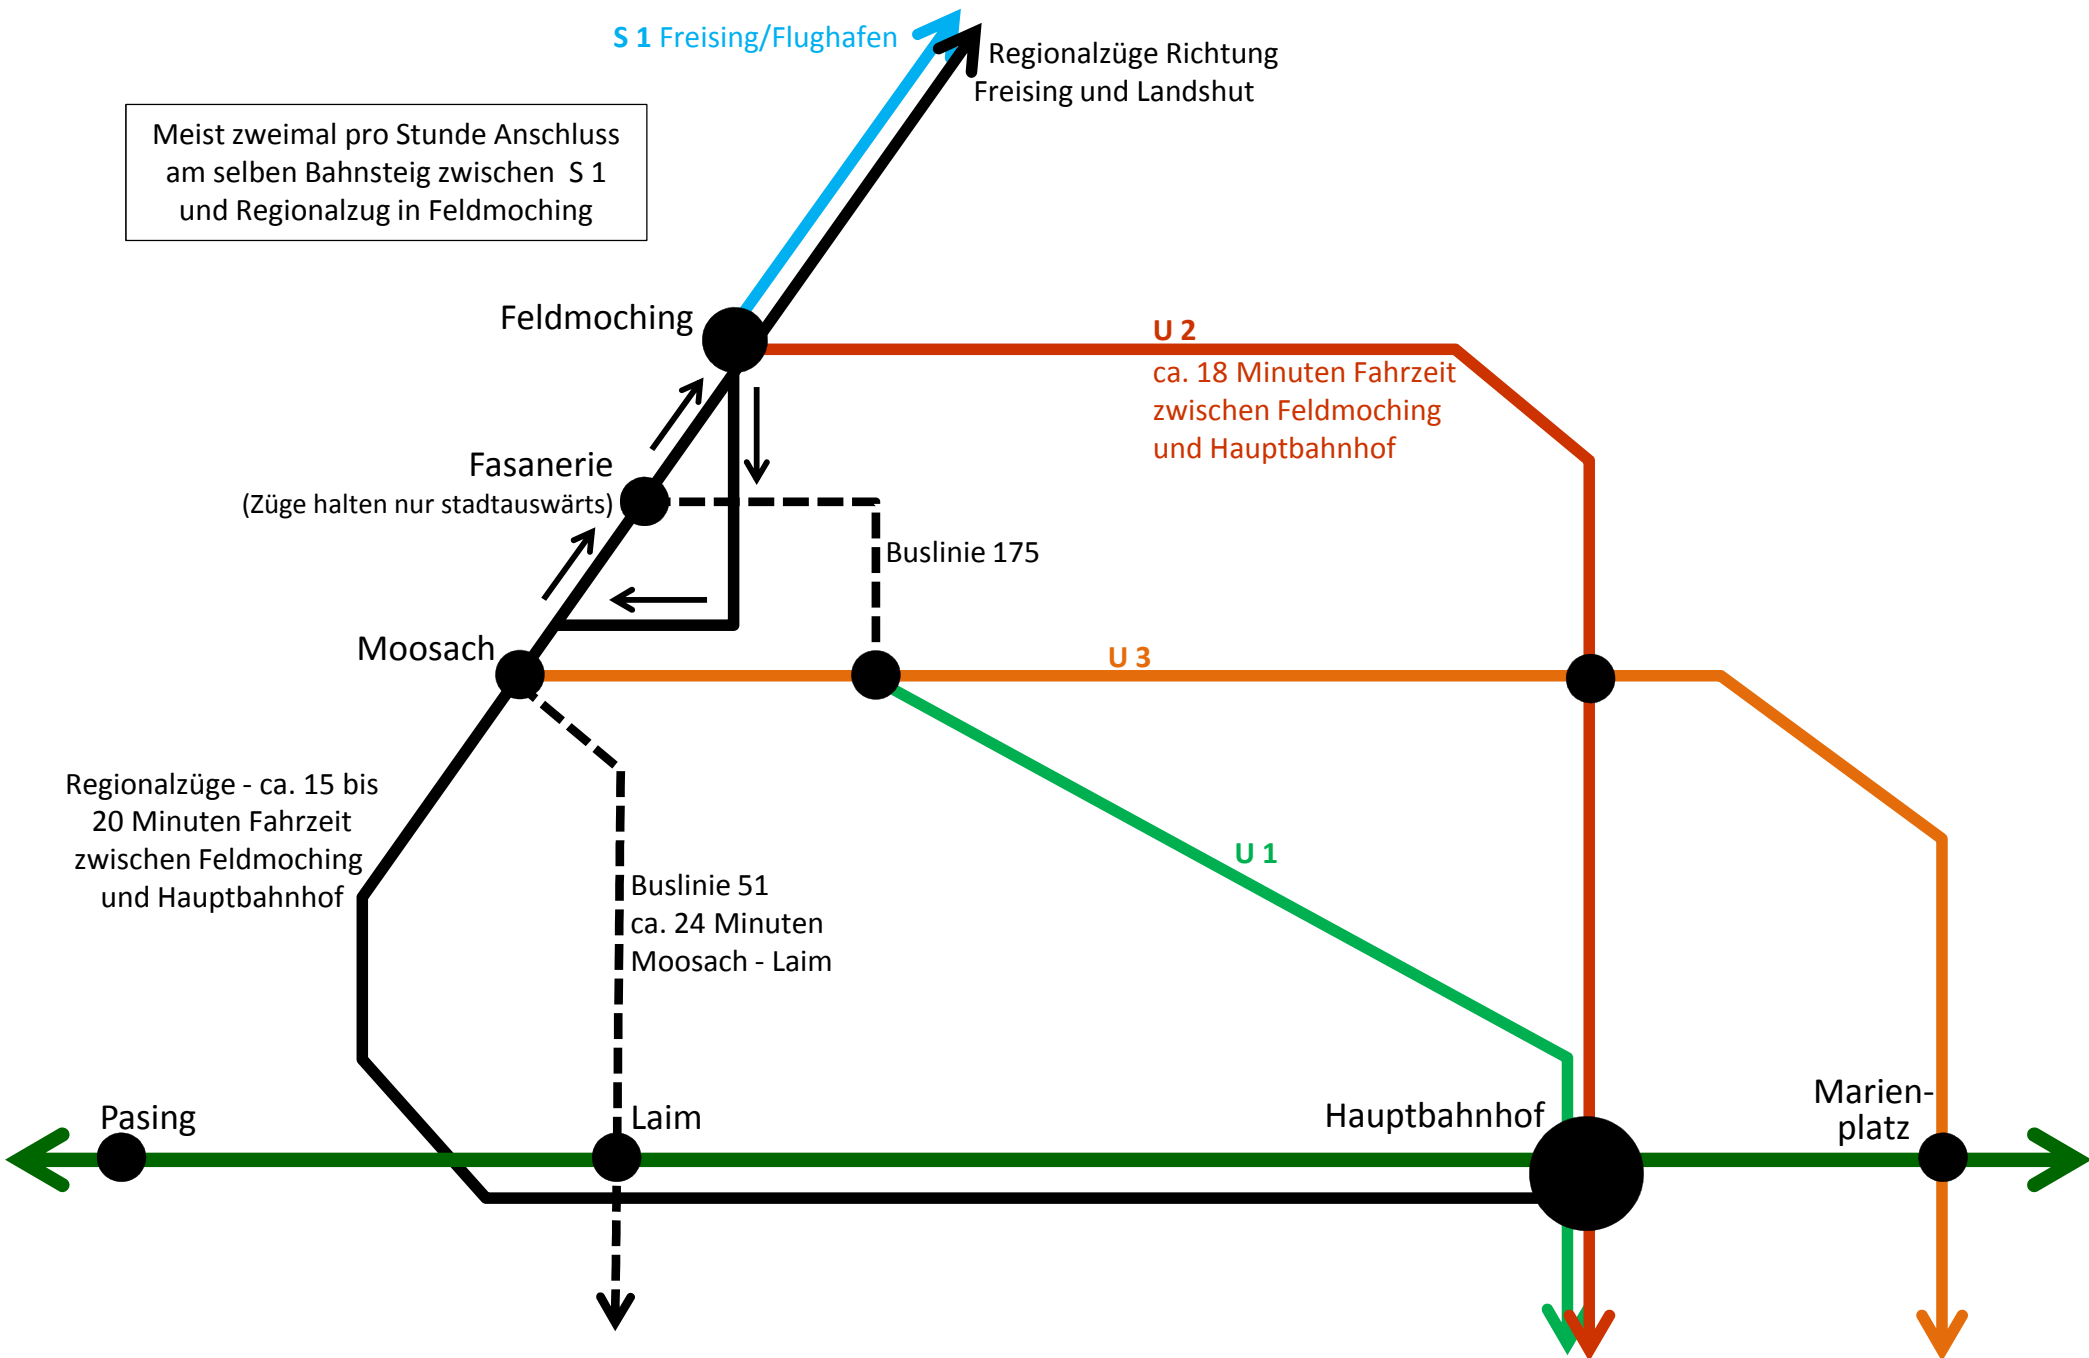 S 1 Freising/Flughafen
Regionalzüge Richtung
Freising und Landshut
Meist zweimal pro Stunde Anschluss
am selben Bahnsteig zwischen S 1
und Regionalzug in Feldmoching
Feldmoching
U 2
ca. 18 Minuten Fahrzeit
zwischen Feldmoching
und Hauptbahnhof
Fasanerie
(Züge halten nur stadtauswärts)
Buslinie 175
Moosach
U 3
Regionalzüge - ca. 15 bis
20 Minuten Fahrzeit
zwischen Feldmoching
und Hauptbahnhof
U 1
Buslinie 51
ca. 24 Minuten
Moosach - Laim
Pasing
Laim
Hauptbahnhof
Marien-
platz